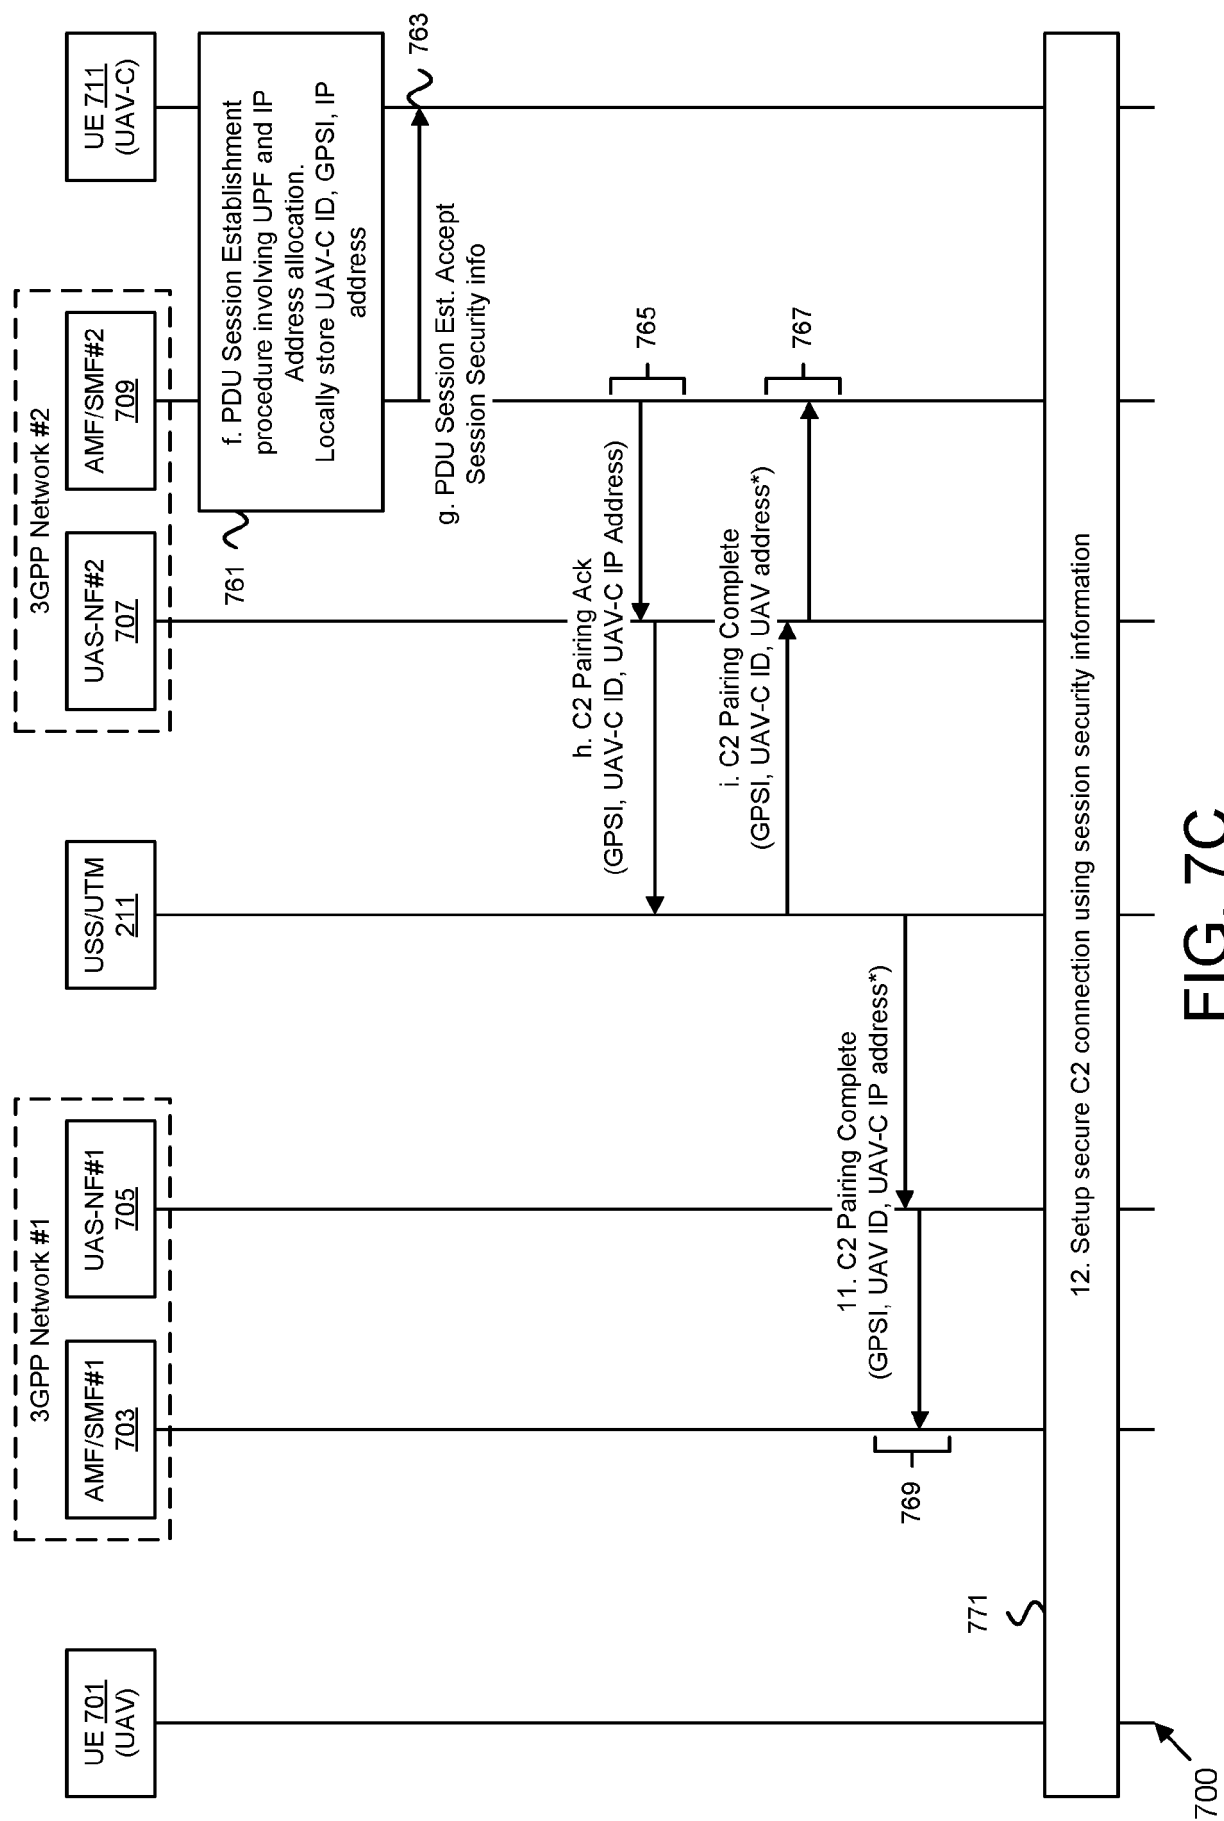 3GPP Network #1
3GPP Network #2
UE 701
(UAV)
AMF/SMF#1
703
UAS-NF#1
705
USS/UTM
211
UAS-NF#2
707
AMF/SMF#2
709
UE 711
(UAV-C)
f. PDU Session Establishment
procedure involving UPF and IP
Address allocation.
Locally store UAV-C ID, GPSI, IP
address
761
g. PDU Session Est. Accept
Session Security info
763
h. C2 Pairing Ack
(GPSI, UAV-C ID, UAV-C IP Address)
765
i. C2 Pairing Complete
(GPSI, UAV-C ID, UAV address*)
767
11. C2 Pairing Complete
(GPSI, UAV ID, UAV-C IP address*)
769
771
12. Setup secure C2 connection using session security information
700
FIG. 7C